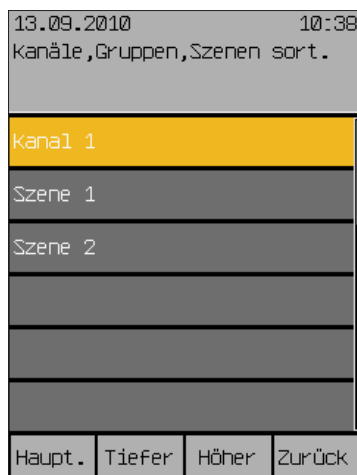 13.09.2010 10:38
Kanäle,Gruppen,Szenen sort.
Kanal 1
Szene 1
Szene 2
Haupt. Tiefer Höher Zurück